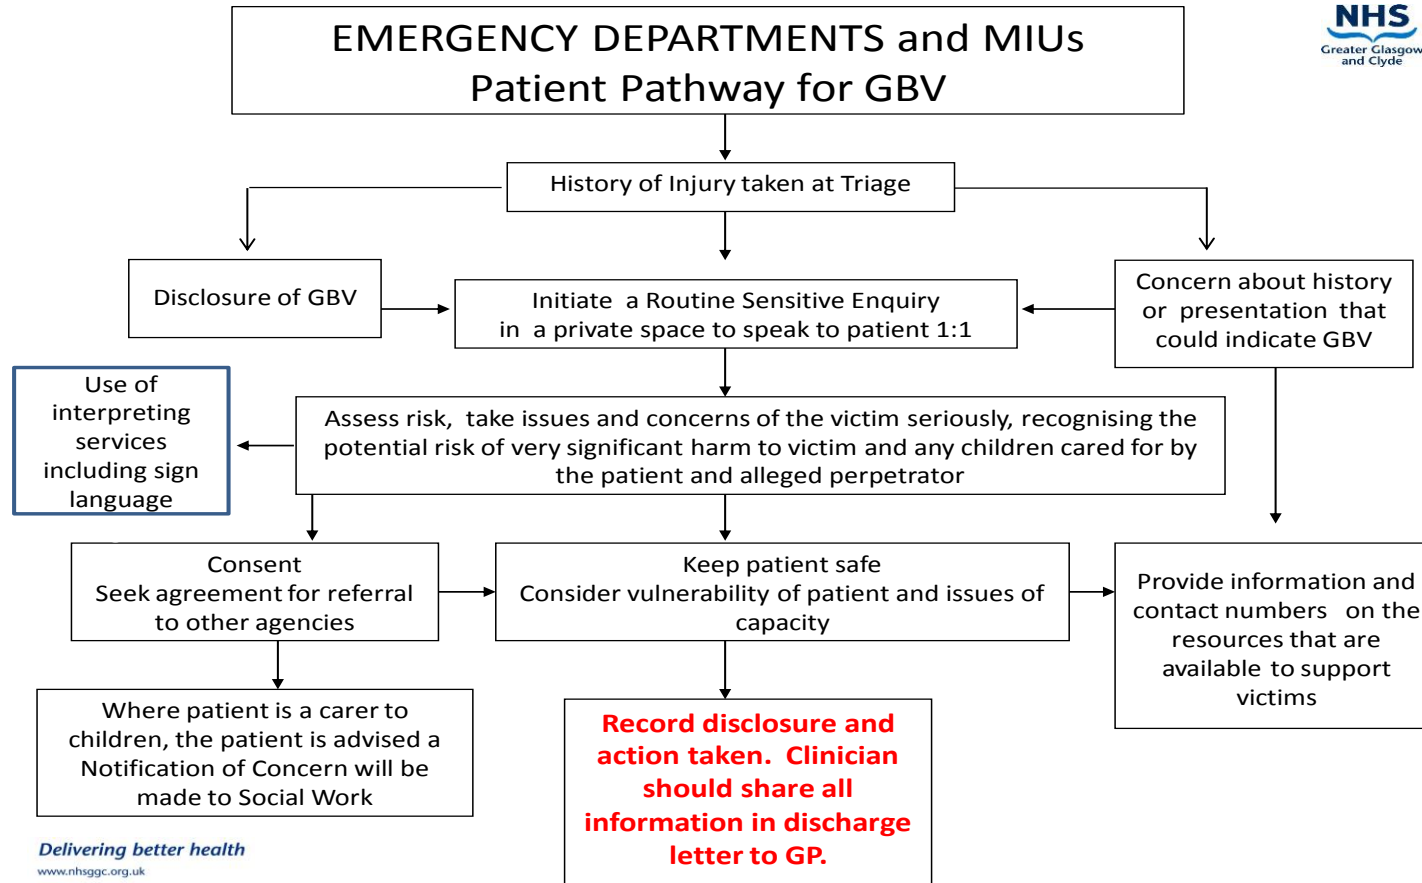 EMERGENCY DEPARTMENTS and MIUs
Patient Pathway for GBV
NHS
Greater Glasgow
and Clyde
History of Injury taken at Triage
Disclosure of GBV
Initiate a Routine Sensitive Enquiry
in a private space to speak to patient 1:1
Concern about history
or presentation that
could indicate GBV
Use of
interpreting
services
including sign
language
Assess risk, take issues and concerns of the victim seriously, recognising the
potential risk of very significant harm to victim and any children cared for by
the patient and alleged perpetrator
Consent
Seek agreement for referral
to other agencies
Keep patient safe
Consider vulnerability of patient and issues of
capacity
Provide information and
contact numbers on the
resources that are
available to support
victims
Where patient is a carer to
children, the patient is advised a
Notification of Concern will be
made to Social Work
Record disclosure and
action taken. Clinician
should share all
information in discharge
letter to GP.
Delivering better health
www.nhsggc.org.uk